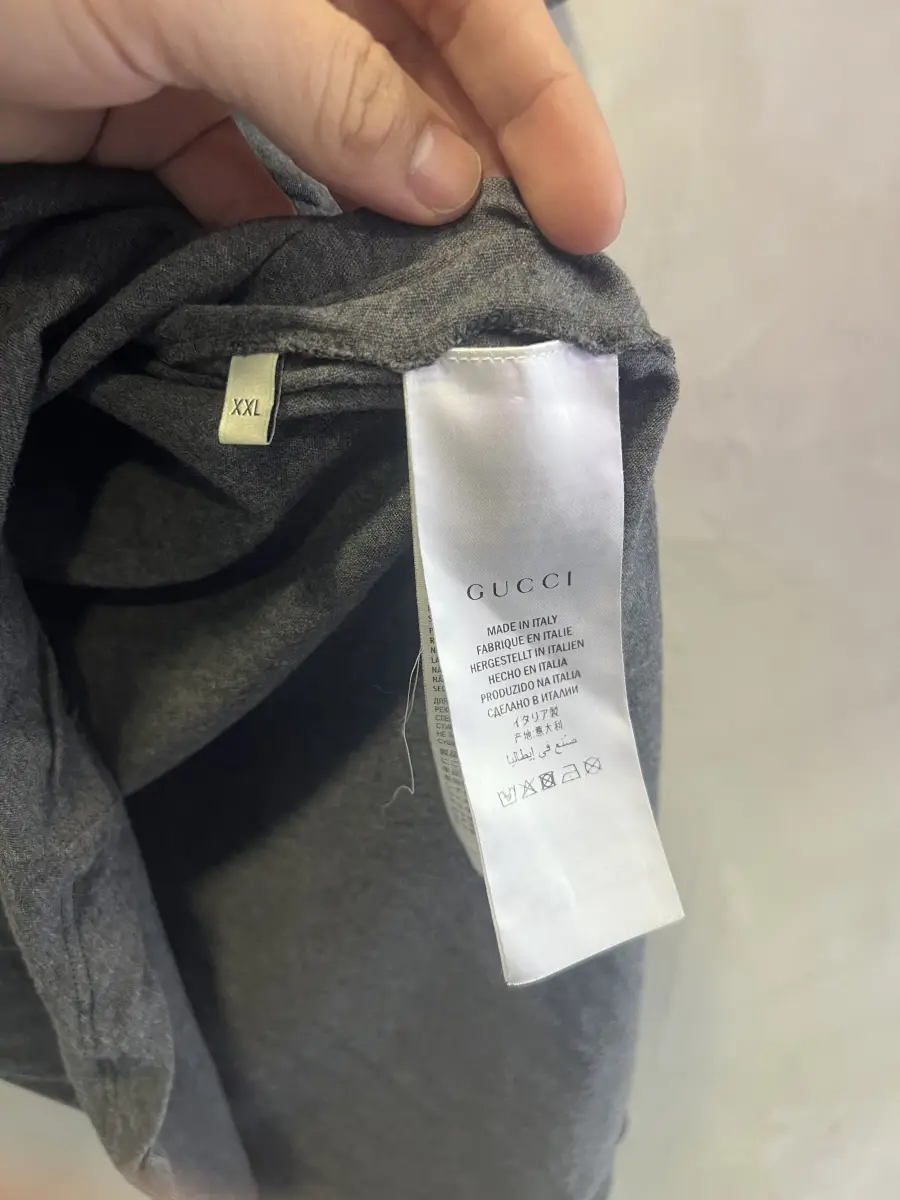 XXL
GUCCI
MADE IN ITALY
FABRIQUE EN ITALIE
HERGESTELLT IN ITALIEN
HECHO EN ITALIA
PRODUZIDO NA ITALIA
СДЕЛАНО В ИТАЛИИ
イタリア製
产地:意大利
صنع في إيطاليا